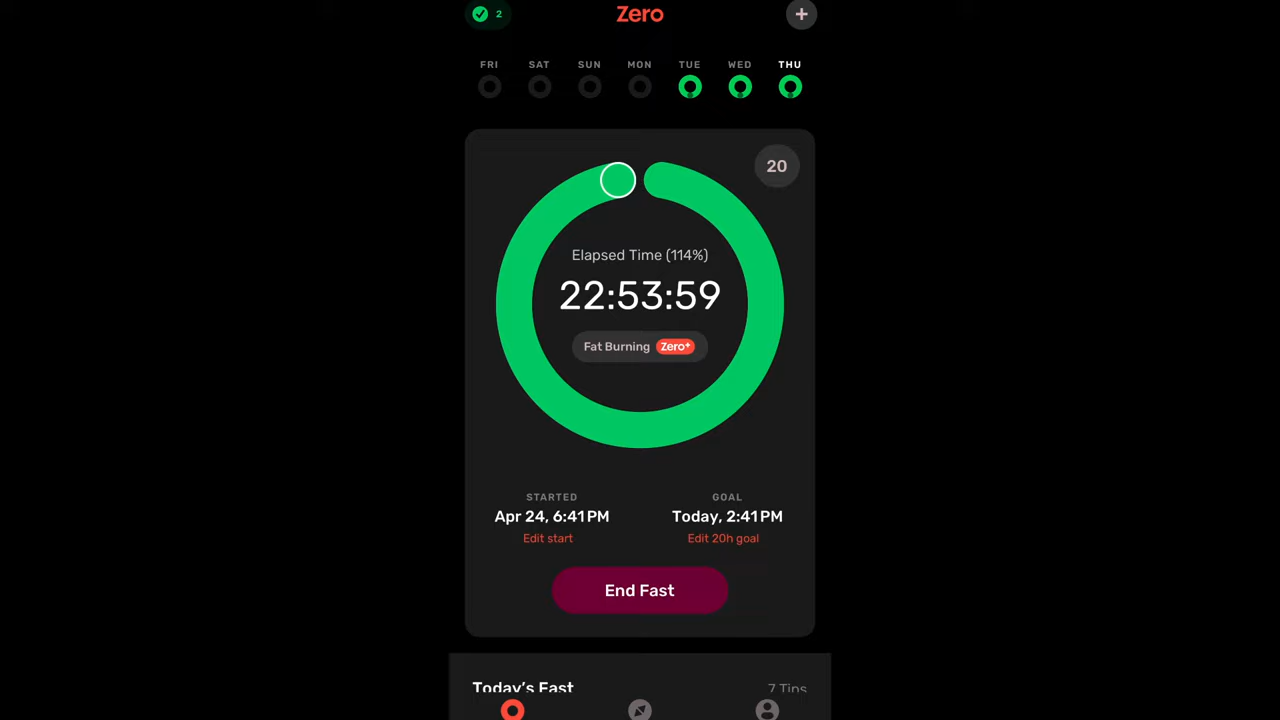 2 Zero +
FRI SAT SUN MON TUE WED THU
20
Elapsed Time (114%)
22:53:59
Fat Burning Zero+
STARTED GOAL
Apr 24, 6:41 PM Today, 2:41 PM
Edit start Edit 20h goal
End Fast
Today's Fast 7 Tips